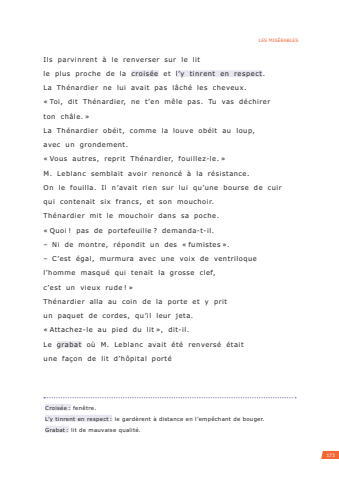 LES MISÉRABLES
Ils parvinrent à le renverser sur le lit
le plus proche de la croisée et l’y tinrent en respect.
La Thénardier ne lui avait pas lâché les cheveux.
« Toi, dit Thénardier, ne t’en mêle pas. Tu vas déchirer
ton châle. »
La Thénardier obéit, comme la louve obéit au loup,
avec un grondement.
« Vous autres, reprit Thénardier, fouillez-le. »
M. Leblanc semblait avoir renoncé à la résistance.
On le fouilla. Il n’avait rien sur lui qu’une bourse de cuir
qui contenait six francs, et son mouchoir.
Thénardier mit le mouchoir dans sa poche.
« Quoi ! pas de portefeuille ? demanda-t-il.
– Ni de montre, répondit un des « fumistes ».
– C’est égal, murmura avec une voix de ventriloque
l’homme masqué qui tenait la grosse clef,
c’est un vieux rude ! »
Thénardier alla au coin de la porte et y prit
un paquet de cordes, qu’il leur jeta.
« Attachez-le au pied du lit », dit-il.
Le grabat où M. Leblanc avait été renversé était
une façon de lit d’hôpital porté
Croisée : fenêtre.
L’y tinrent en respect : le gardèrent à distance en l’empêchant de bouger.
Grabat : lit de mauvaise qualité.